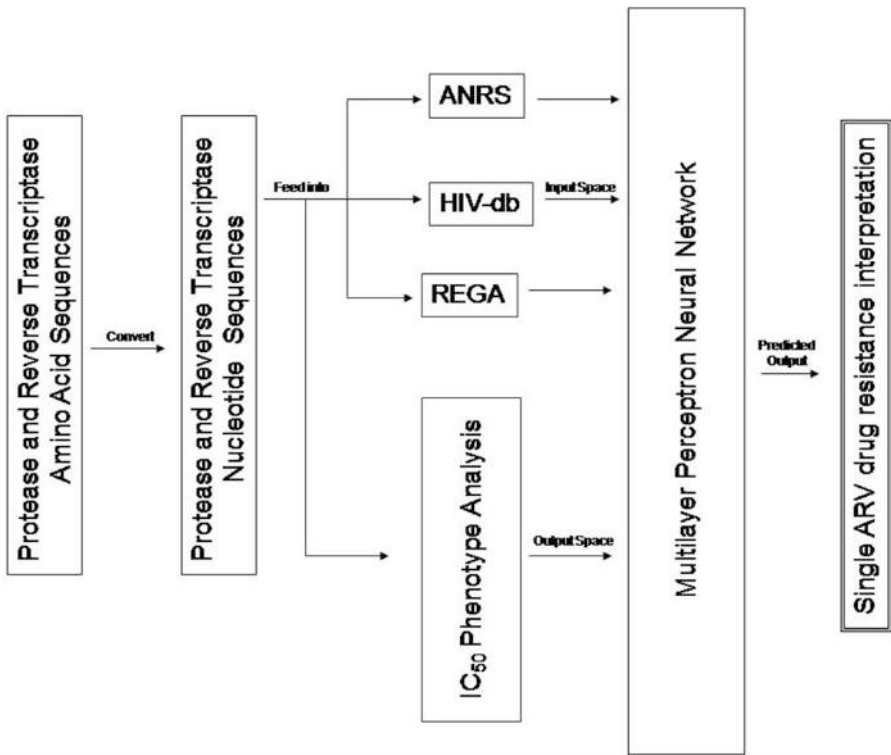 Protease and Reverse Transcriptase
Amino Acid Sequences
Convert
Protease and Reverse Transcriptase
Nucleotide Sequences
Feed into
ANRS
HIV-db
REGA
IC50 Phenotype Analysis
Input Space
Output Space
Multilayer Perceptron Neural Network
Predicted
Output
Single ARV drug resistance interpretation